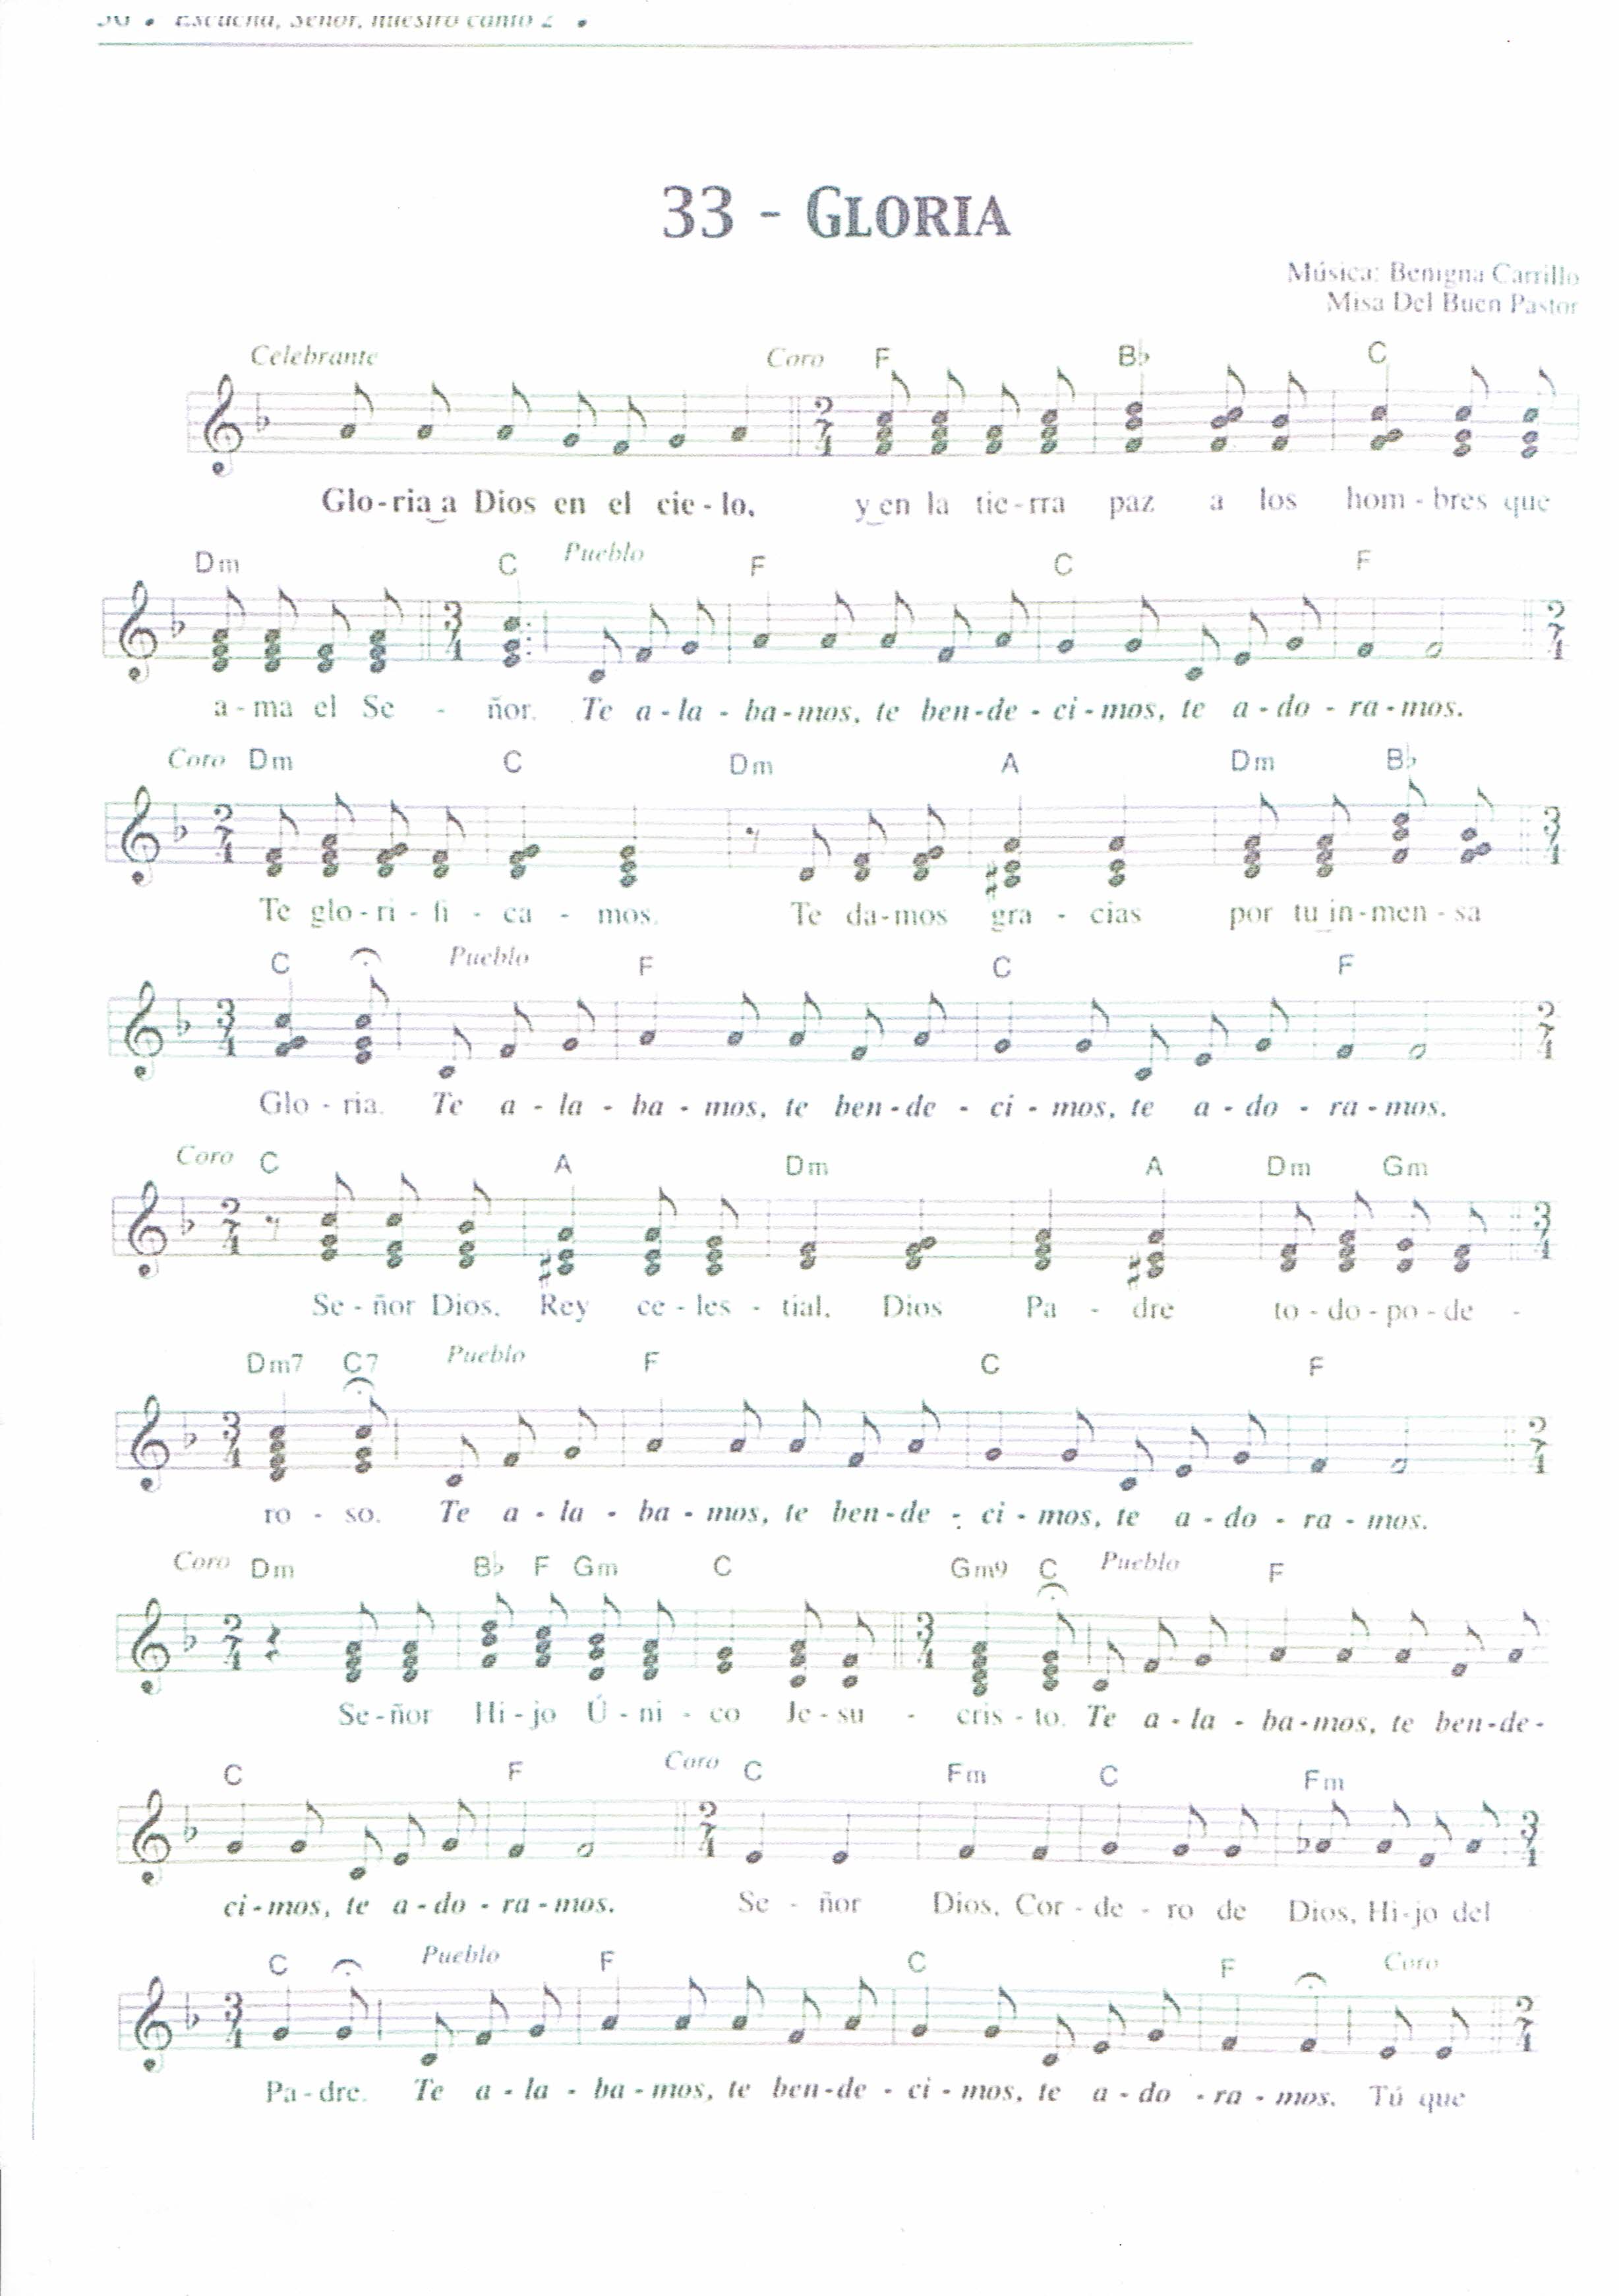 Escucha, Señor, nuestro canto 2 •
33 - GLORIA
Música: Benigna Carrillo
Misa Del Buen Pastor
Celebrante Coro F B♭ C
Glo-ria a Dios en el cie-lo, y en la tie-rra paz a los hom-bres que
Dm C Pueblo F C F
a-ma el Se - ñor. Te a-la-ba-mos, te ben-de-ci-mos, te a-do-ra-mos.
Coro Dm C Dm A Dm B♭
Te glo-ri-fi-ca-mos. Te da-mos gra-cias por tu in-men-sa
C Pueblo F C F
Glo-ria. Te a-la-ba-mos, te ben-de-ci-mos, te a-do-ra-mos.
Coro C A Dm A Dm Gm
Se-ñor Dios, Rey ce-les-tial, Dios Pa-dre to-do-po-de-
Dm7 C7 Pueblo F C F
ro-so. Te a-la-ba-mos, te ben-de-ci-mos, te a-do-ra-mos.
Coro Dm B♭ F Gm C Gm9 C Pueblo F
Se-ñor Hi-jo Ú-ni-co Je-su - cris-to. Te a-la-ba-mos, te ben-de-
C F Coro C Fm C Fm
ci-mos, te a-do-ra-mos. Se-ñor Dios, Cor-de-ro de Dios, Hi-jo del
C Pueblo F C F Coro
Pa-dre. Te a-la-ba-mos, te ben-de-ci-mos, te a-do-ra-mos. Tú que